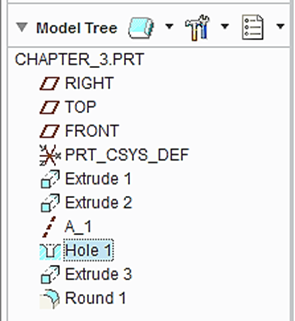 Model Tree
CHAPTER_3.PRT
RIGHT
TOP
FRONT
PRT_CSYS_DEF
Extrude 1
Extrude 2
A_1
Hole 1
Extrude 3
Round 1